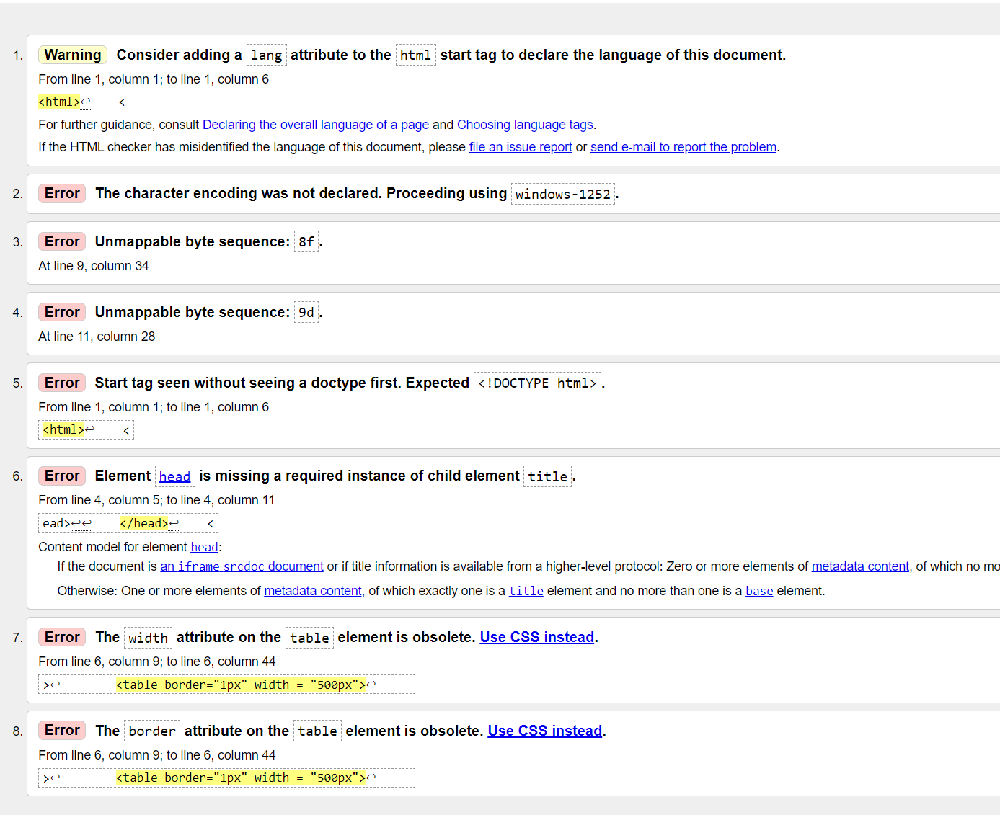 1. Warning Consider adding a lang attribute to the html start tag to declare the language of this document.
From line 1, column 1; to line 1, column 6
<html>↩    <
For further guidance, consult Declaring the overall language of a page and Choosing language tags.
If the HTML checker has misidentified the language of this document, please file an issue report or send e-mail to report the problem.
2. Error The character encoding was not declared. Proceeding using windows-1252.
3. Error Unmappable byte sequence: 8f.
At line 9, column 34
4. Error Unmappable byte sequence: 9d.
At line 11, column 28
5. Error Start tag seen without seeing a doctype first. Expected <!DOCTYPE html>.
From line 1, column 1; to line 1, column 6
<html>↩    <
6. Error Element head is missing a required instance of child element title.
From line 4, column 5; to line 4, column 11
ead>↩↩    </head>↩    <
Content model for element head:
If the document is an iframe srcdoc document or if title information is available from a higher-level protocol: Zero or more elements of metadata content, of which no mo
Otherwise: One or more elements of metadata content, of which exactly one is a title element and no more than one is a base element.
7. Error The width attribute on the table element is obsolete. Use CSS instead.
From line 6, column 9; to line 6, column 44
>↩        <table border="1px" width = "500px">↩
8. Error The border attribute on the table element is obsolete. Use CSS instead.
From line 6, column 9; to line 6, column 44
>↩        <table border="1px" width = "500px">↩